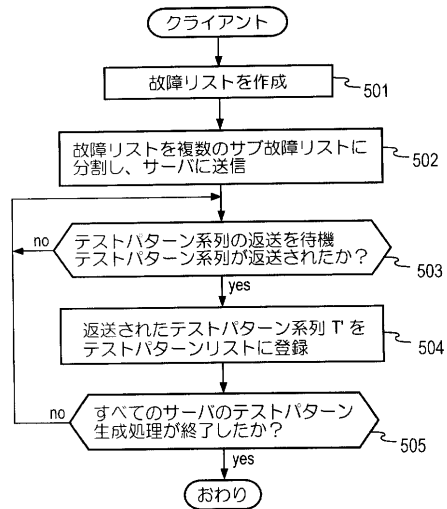 クライアント
故障リストを作成
501
故障リストを複数のサブ故障リストに
分割し、サーバに送信
502
no
テストパターン系列の返送を待機
テストパターン系列が返送されたか？
503
yes
返送されたテストパターン系列 T' を
テストパターンリストに登録
504
no
すべてのサーバのテストパターン
生成処理が終了したか？
505
yes
おわり